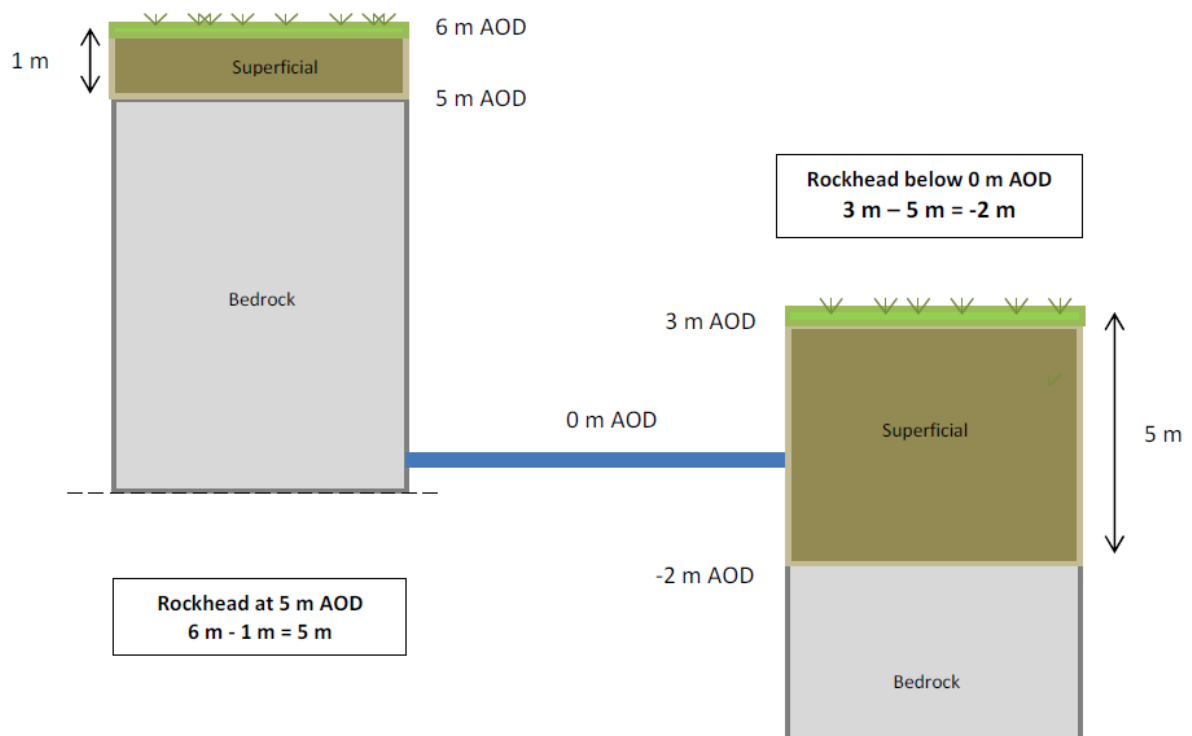 6 m AOD
1 m
Superficial
5 m AOD
Rockhead below 0 m AOD
3 m – 5 m = -2 m
Bedrock
3 m AOD
0 m AOD
Superficial
5 m
-2 m AOD
Rockhead at 5 m AOD
6 m - 1 m = 5 m
Bedrock